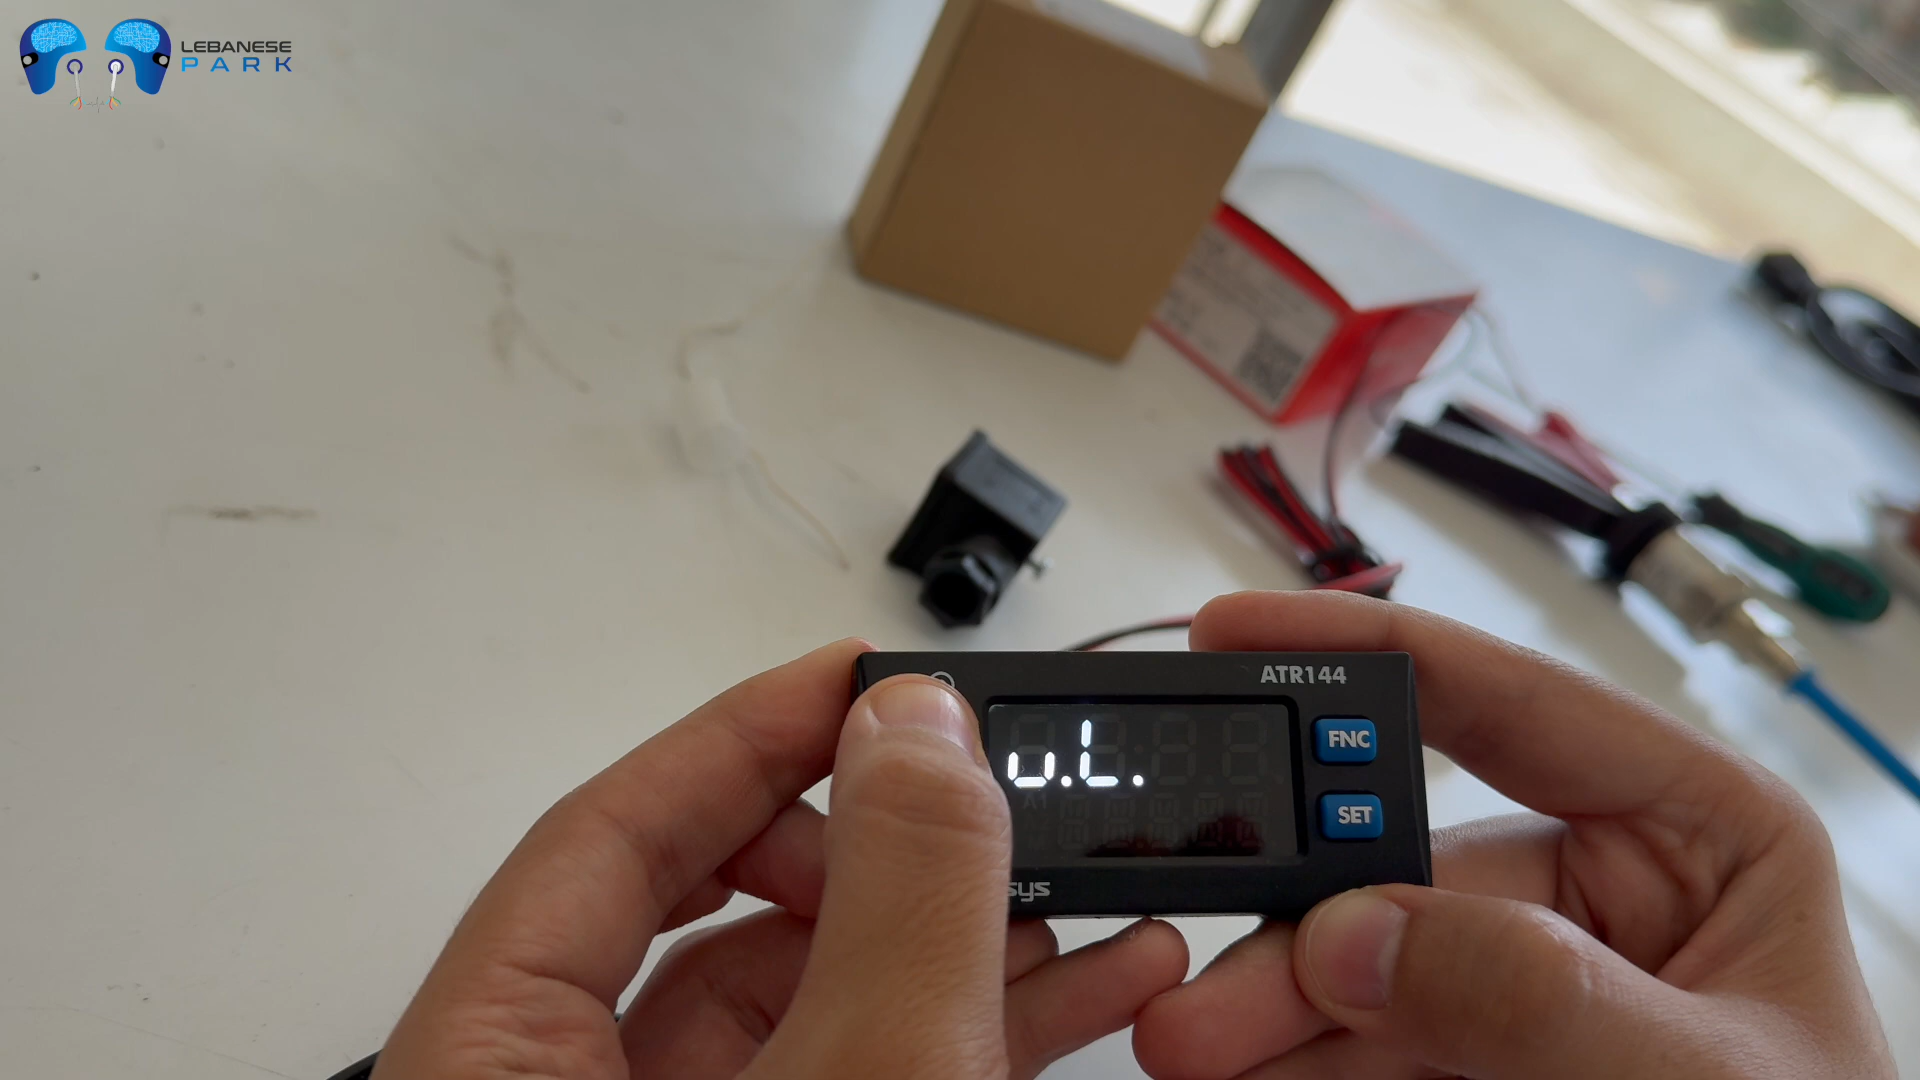 LEBANESE
PARK
ATR144
FNC
u.L.
SET
A1
sys